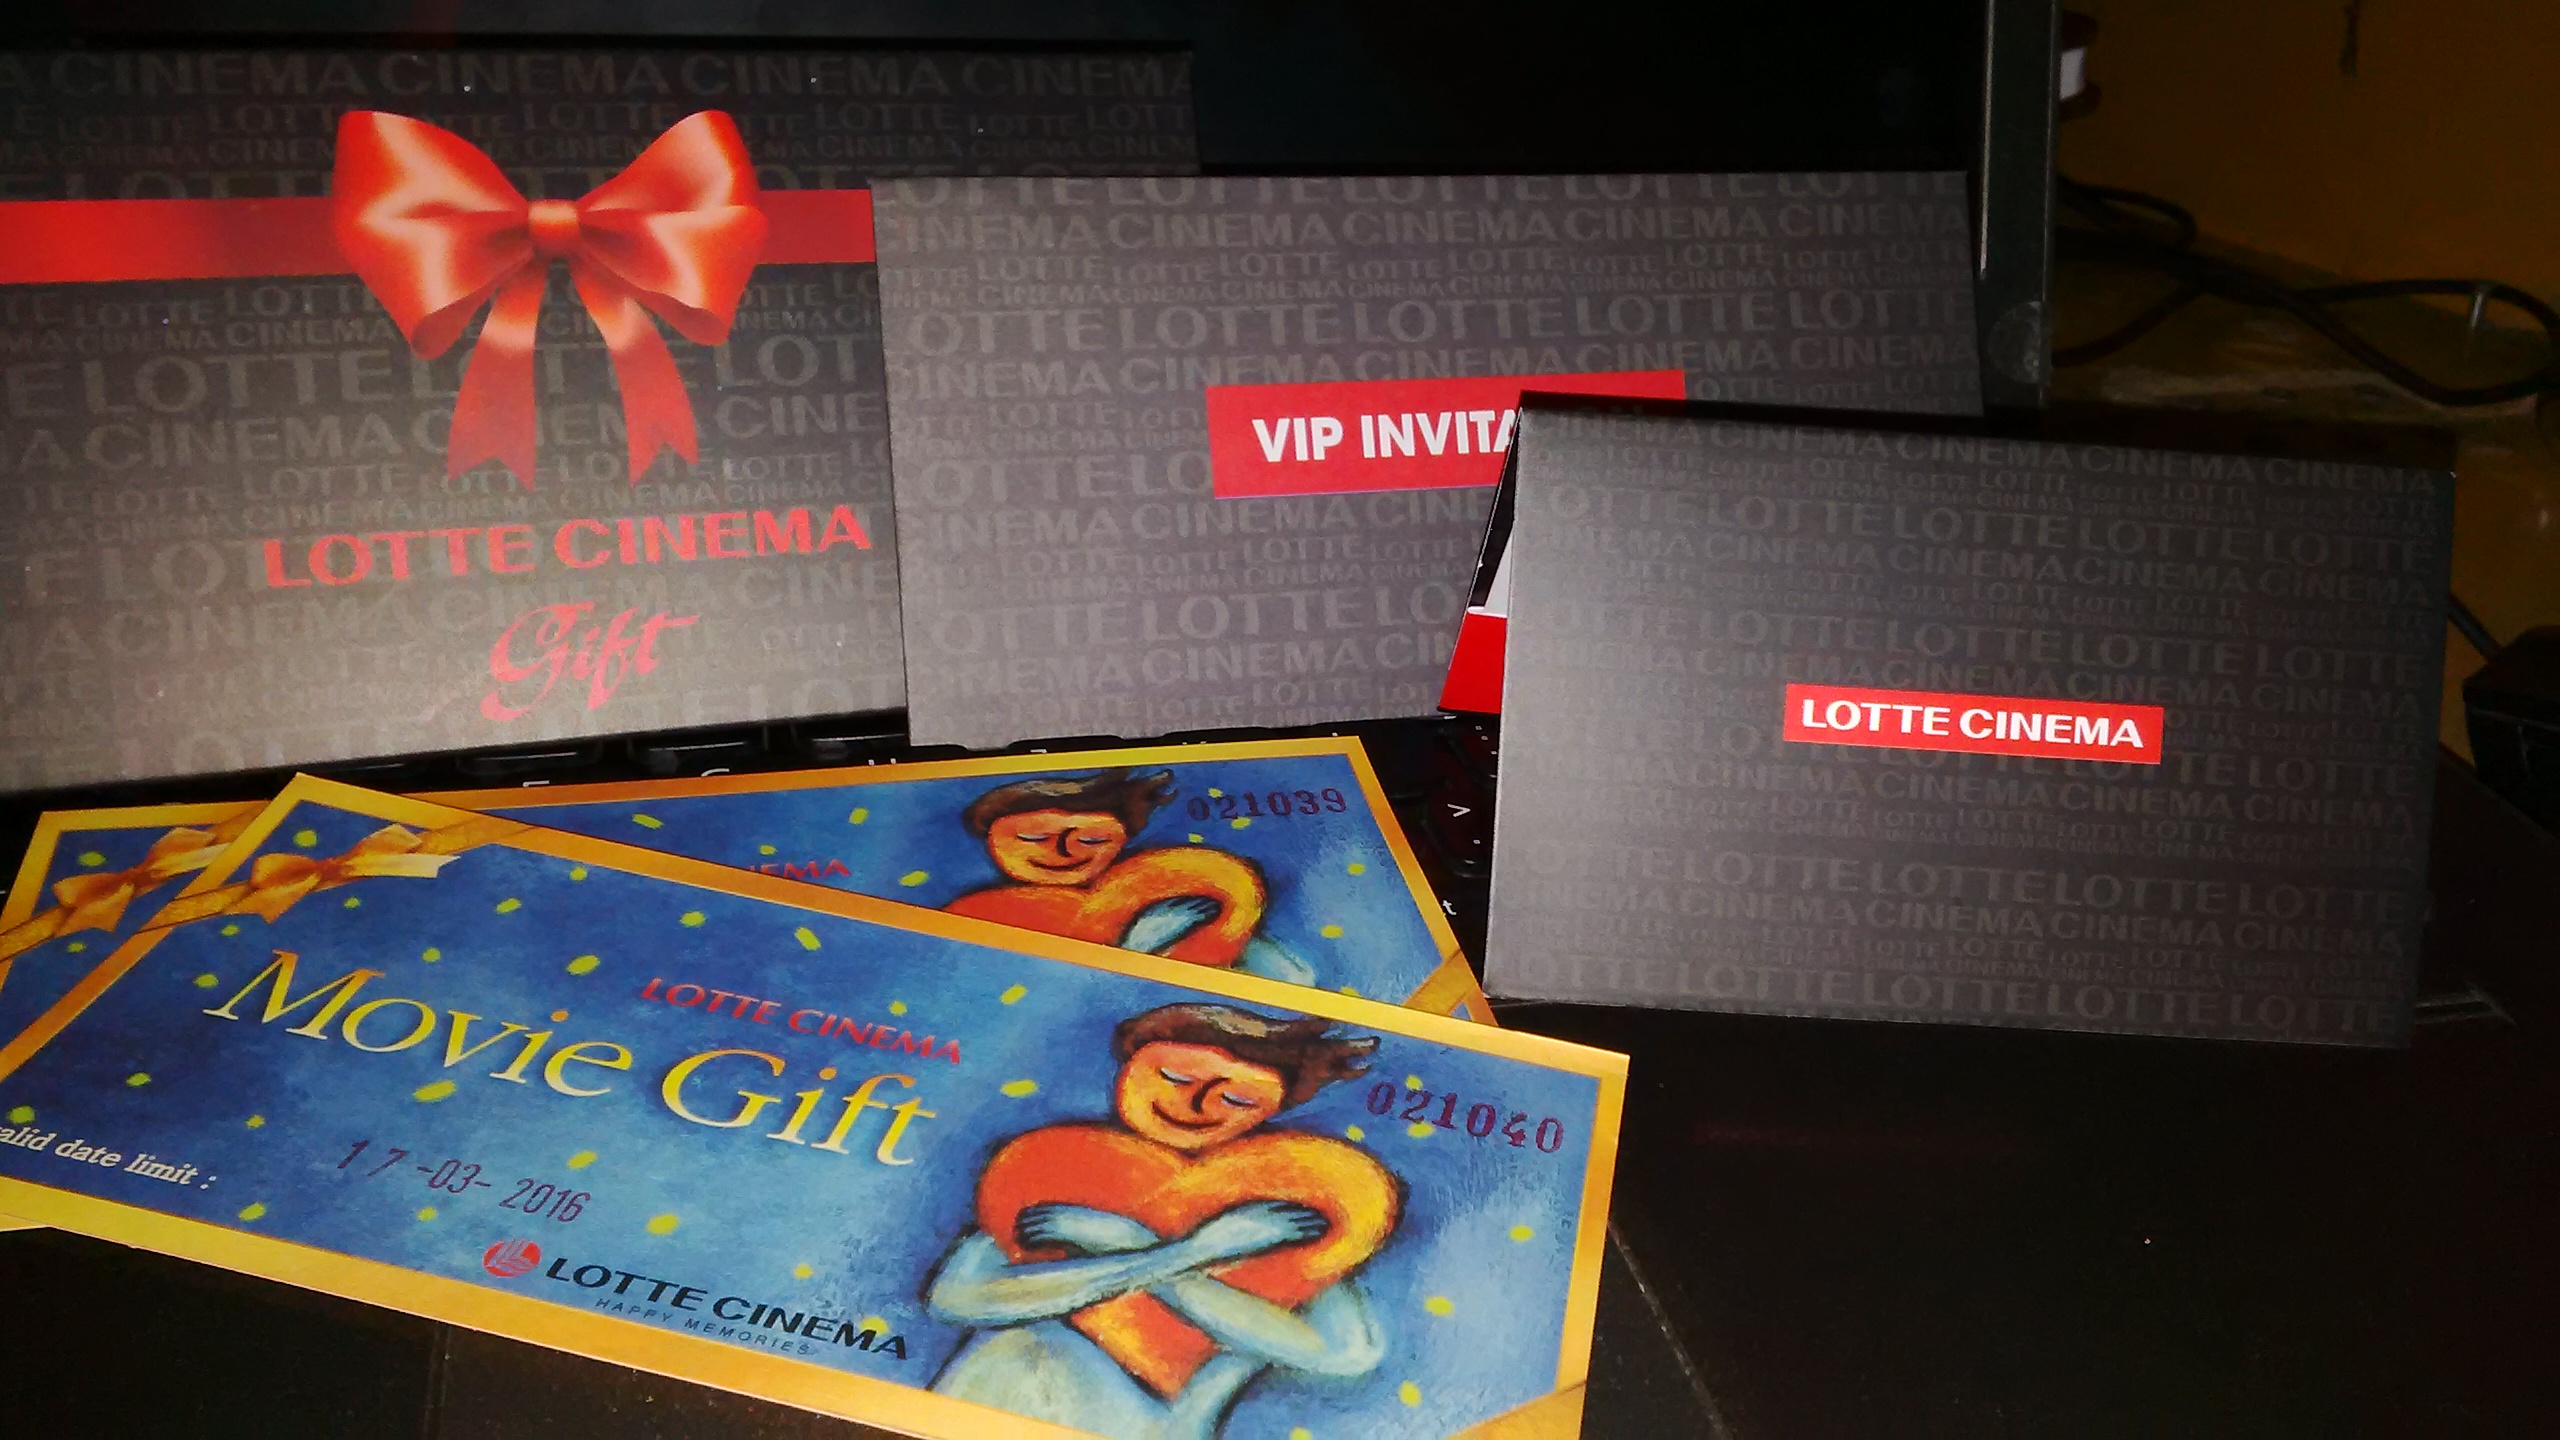 LOTTE CINEMA
Gift
VIP INVITA
LOTTE CINEMA
021039
NEMA
LOTTE CINEMA
Movie Gift
021040
alid date limit :
17-03-2016
LOTTE CINEMA
HAPPY MEMORIES